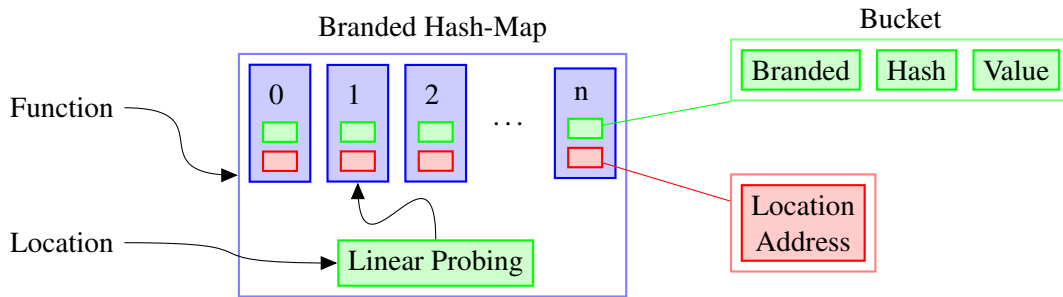 Branded Hash-Map
Bucket
0
1
2
...
n
Branded
Hash
Value
Function
Location
Linear Probing
Location
Address